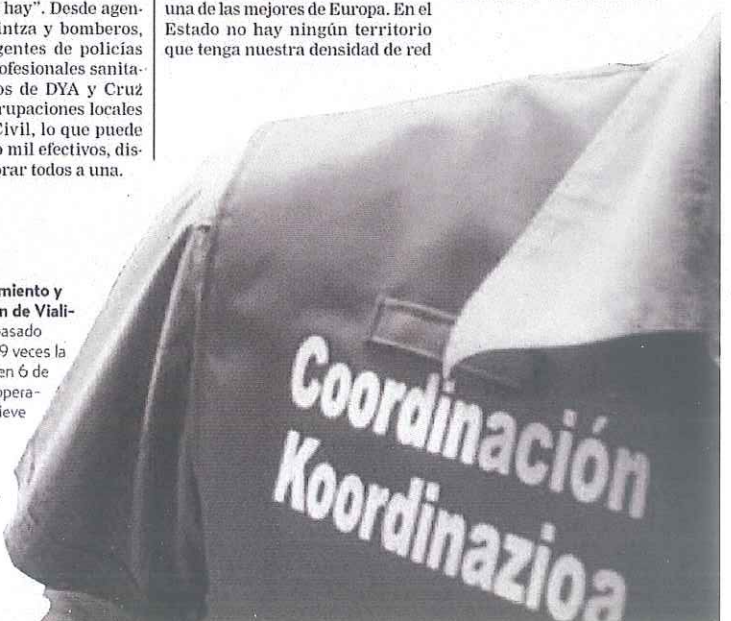 hay”. Desde agen-
intza y bomberos,
gentes de policías
ofesionales sanita-
os de DYA y Cruz
rupaciones locales
Civil, lo que puede
o mil efectivos, dis-
orar todos a una.
una de las mejores de Europa. En el
Estado no hay ningún territorio
que tenga nuestra densidad de red
miento y
n de Viali-
asado
9 veces la
en 6 de
opera-
ieve
Coordinación
Koordinazioa